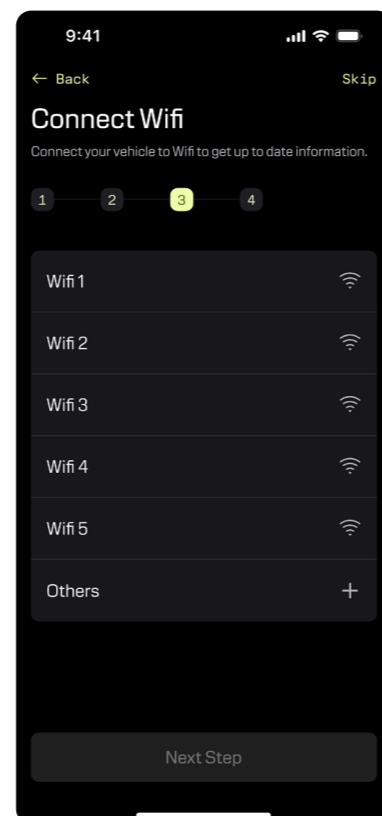 9:41
← Back
Skip
Connect Wifi
Connect your vehicle to Wifi to get up to date information.
1 2 3 4
Wifi 1
Wifi 2
Wifi 3
Wifi 4
Wifi 5
Others
Next Step